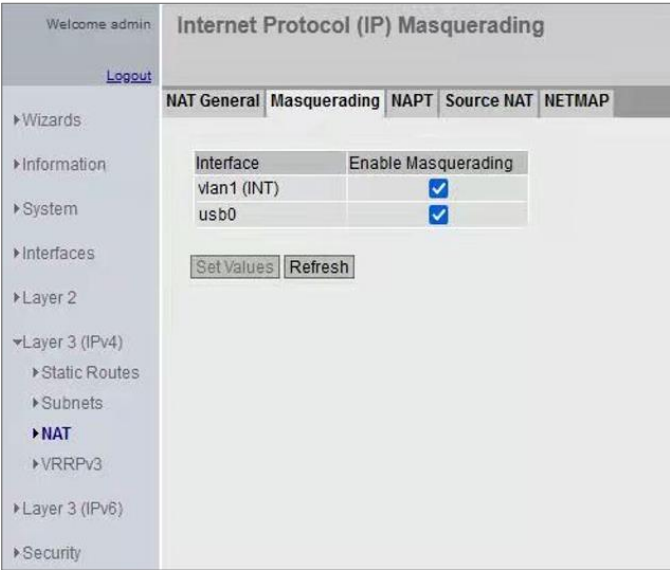 Welcome admin
Logout
Internet Protocol (IP) Masquerading
NAT General Masquerading NAPT Source NAT NETMAP
Wizards
Information
System
Interfaces
Layer 2
Layer 3 (IPv4)
Static Routes
Subnets
NAT
VRRPv3
Layer 3 (IPv6)
Security
Interface Enable Masquerading
vlan1 (INT)
usb0
Set Values Refresh